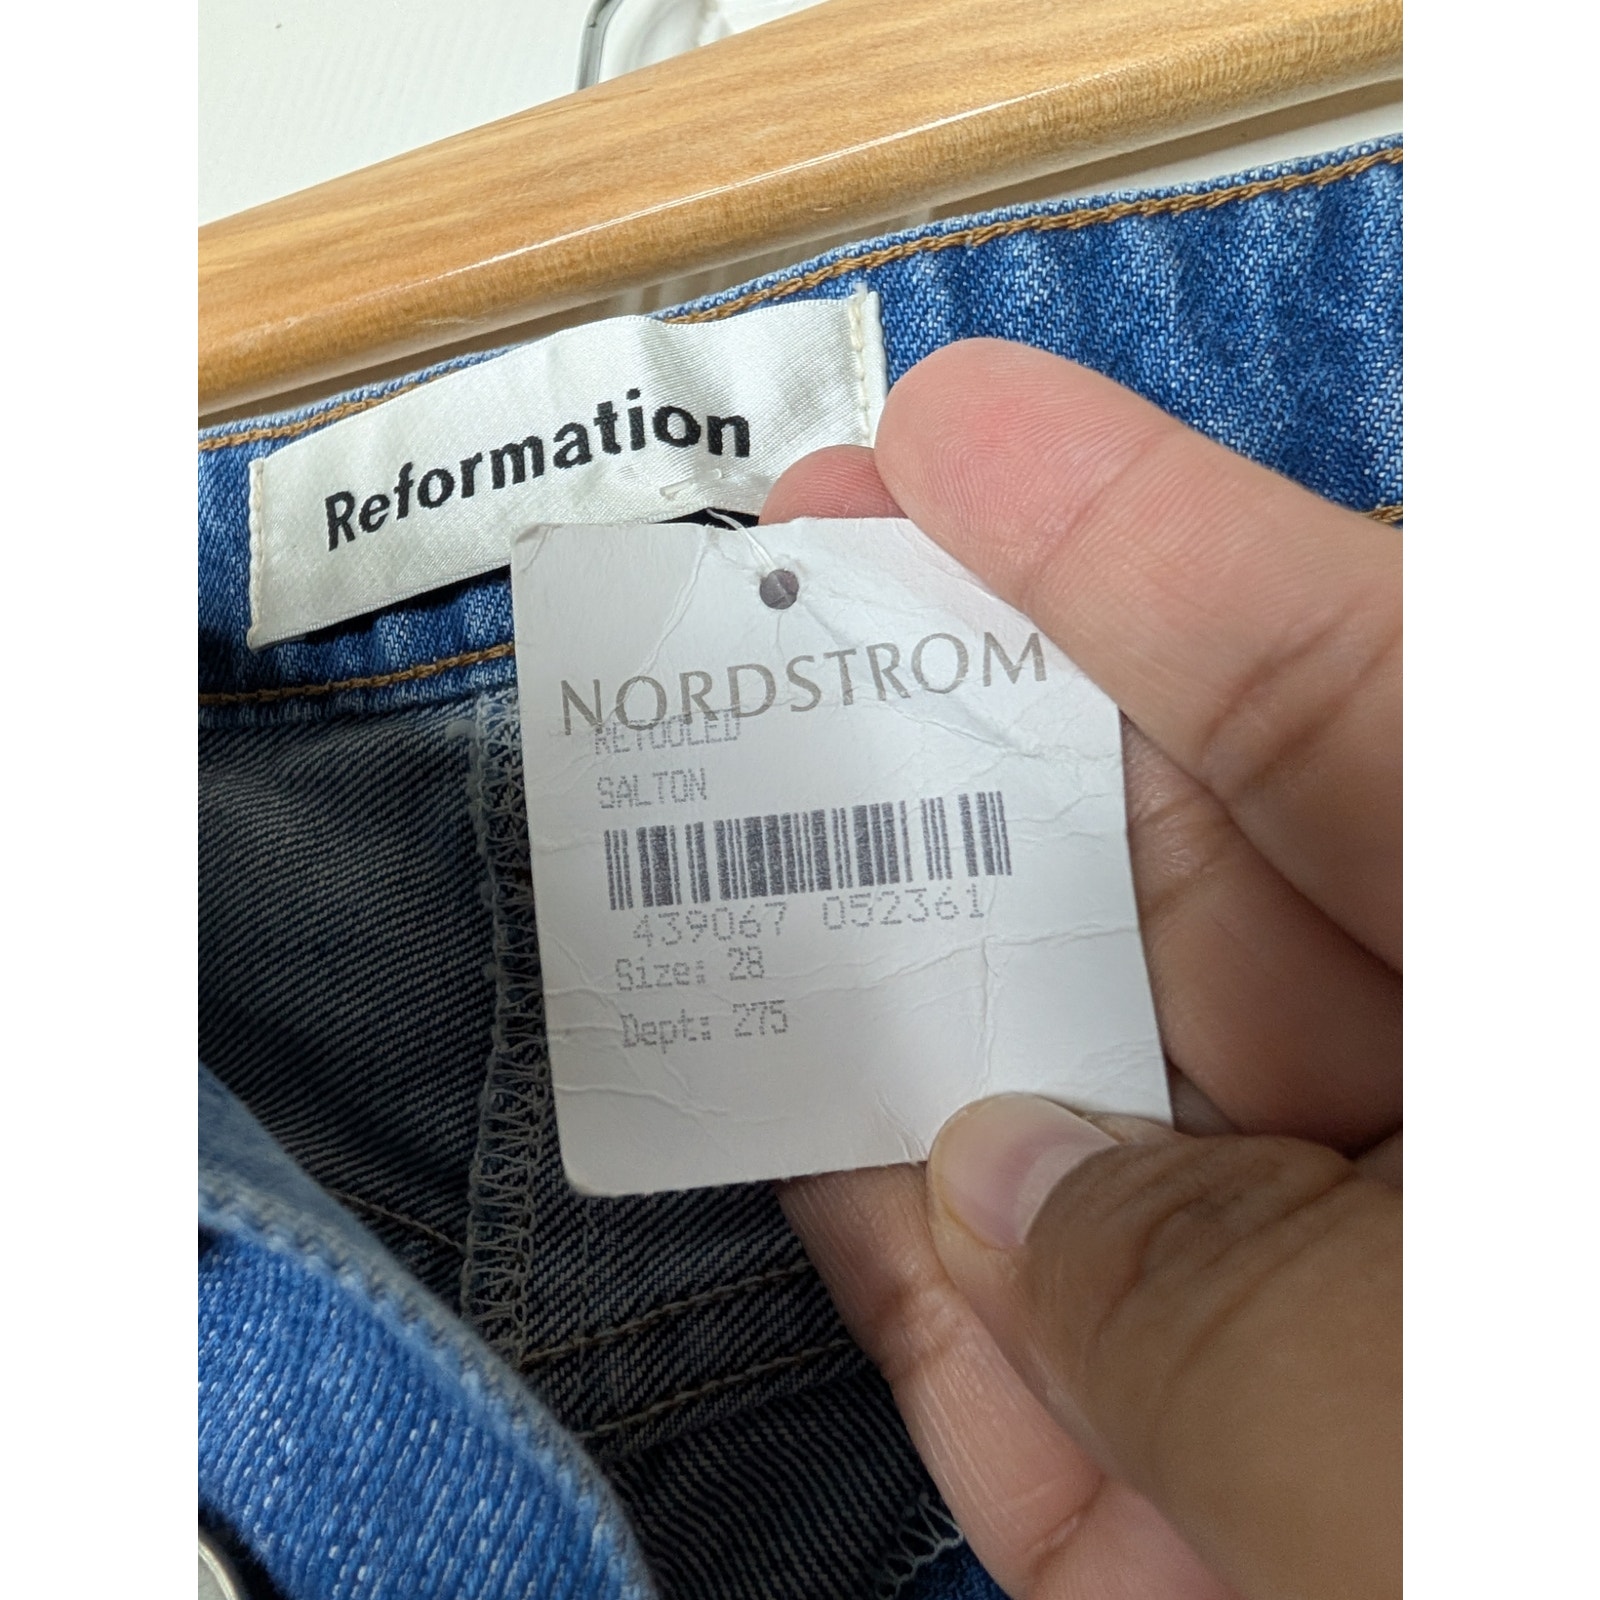 Reformation
NORDSTROM
RETOOLED
SALTON
439067 052361
Size: 28
Dept: 275